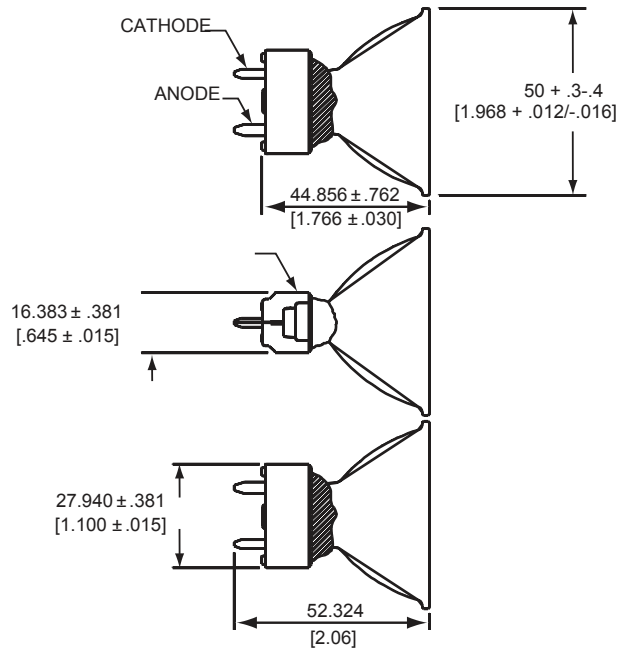 CATHODE
ANODE
50 + .3-.4
[1.968 + .012/-.016]
44.856 ± .762
[1.766 ± .030]
16.383 ± .381
[.645 ± .015]
27.940 ± .381
[1.100 ± .015]
52.324
[2.06]